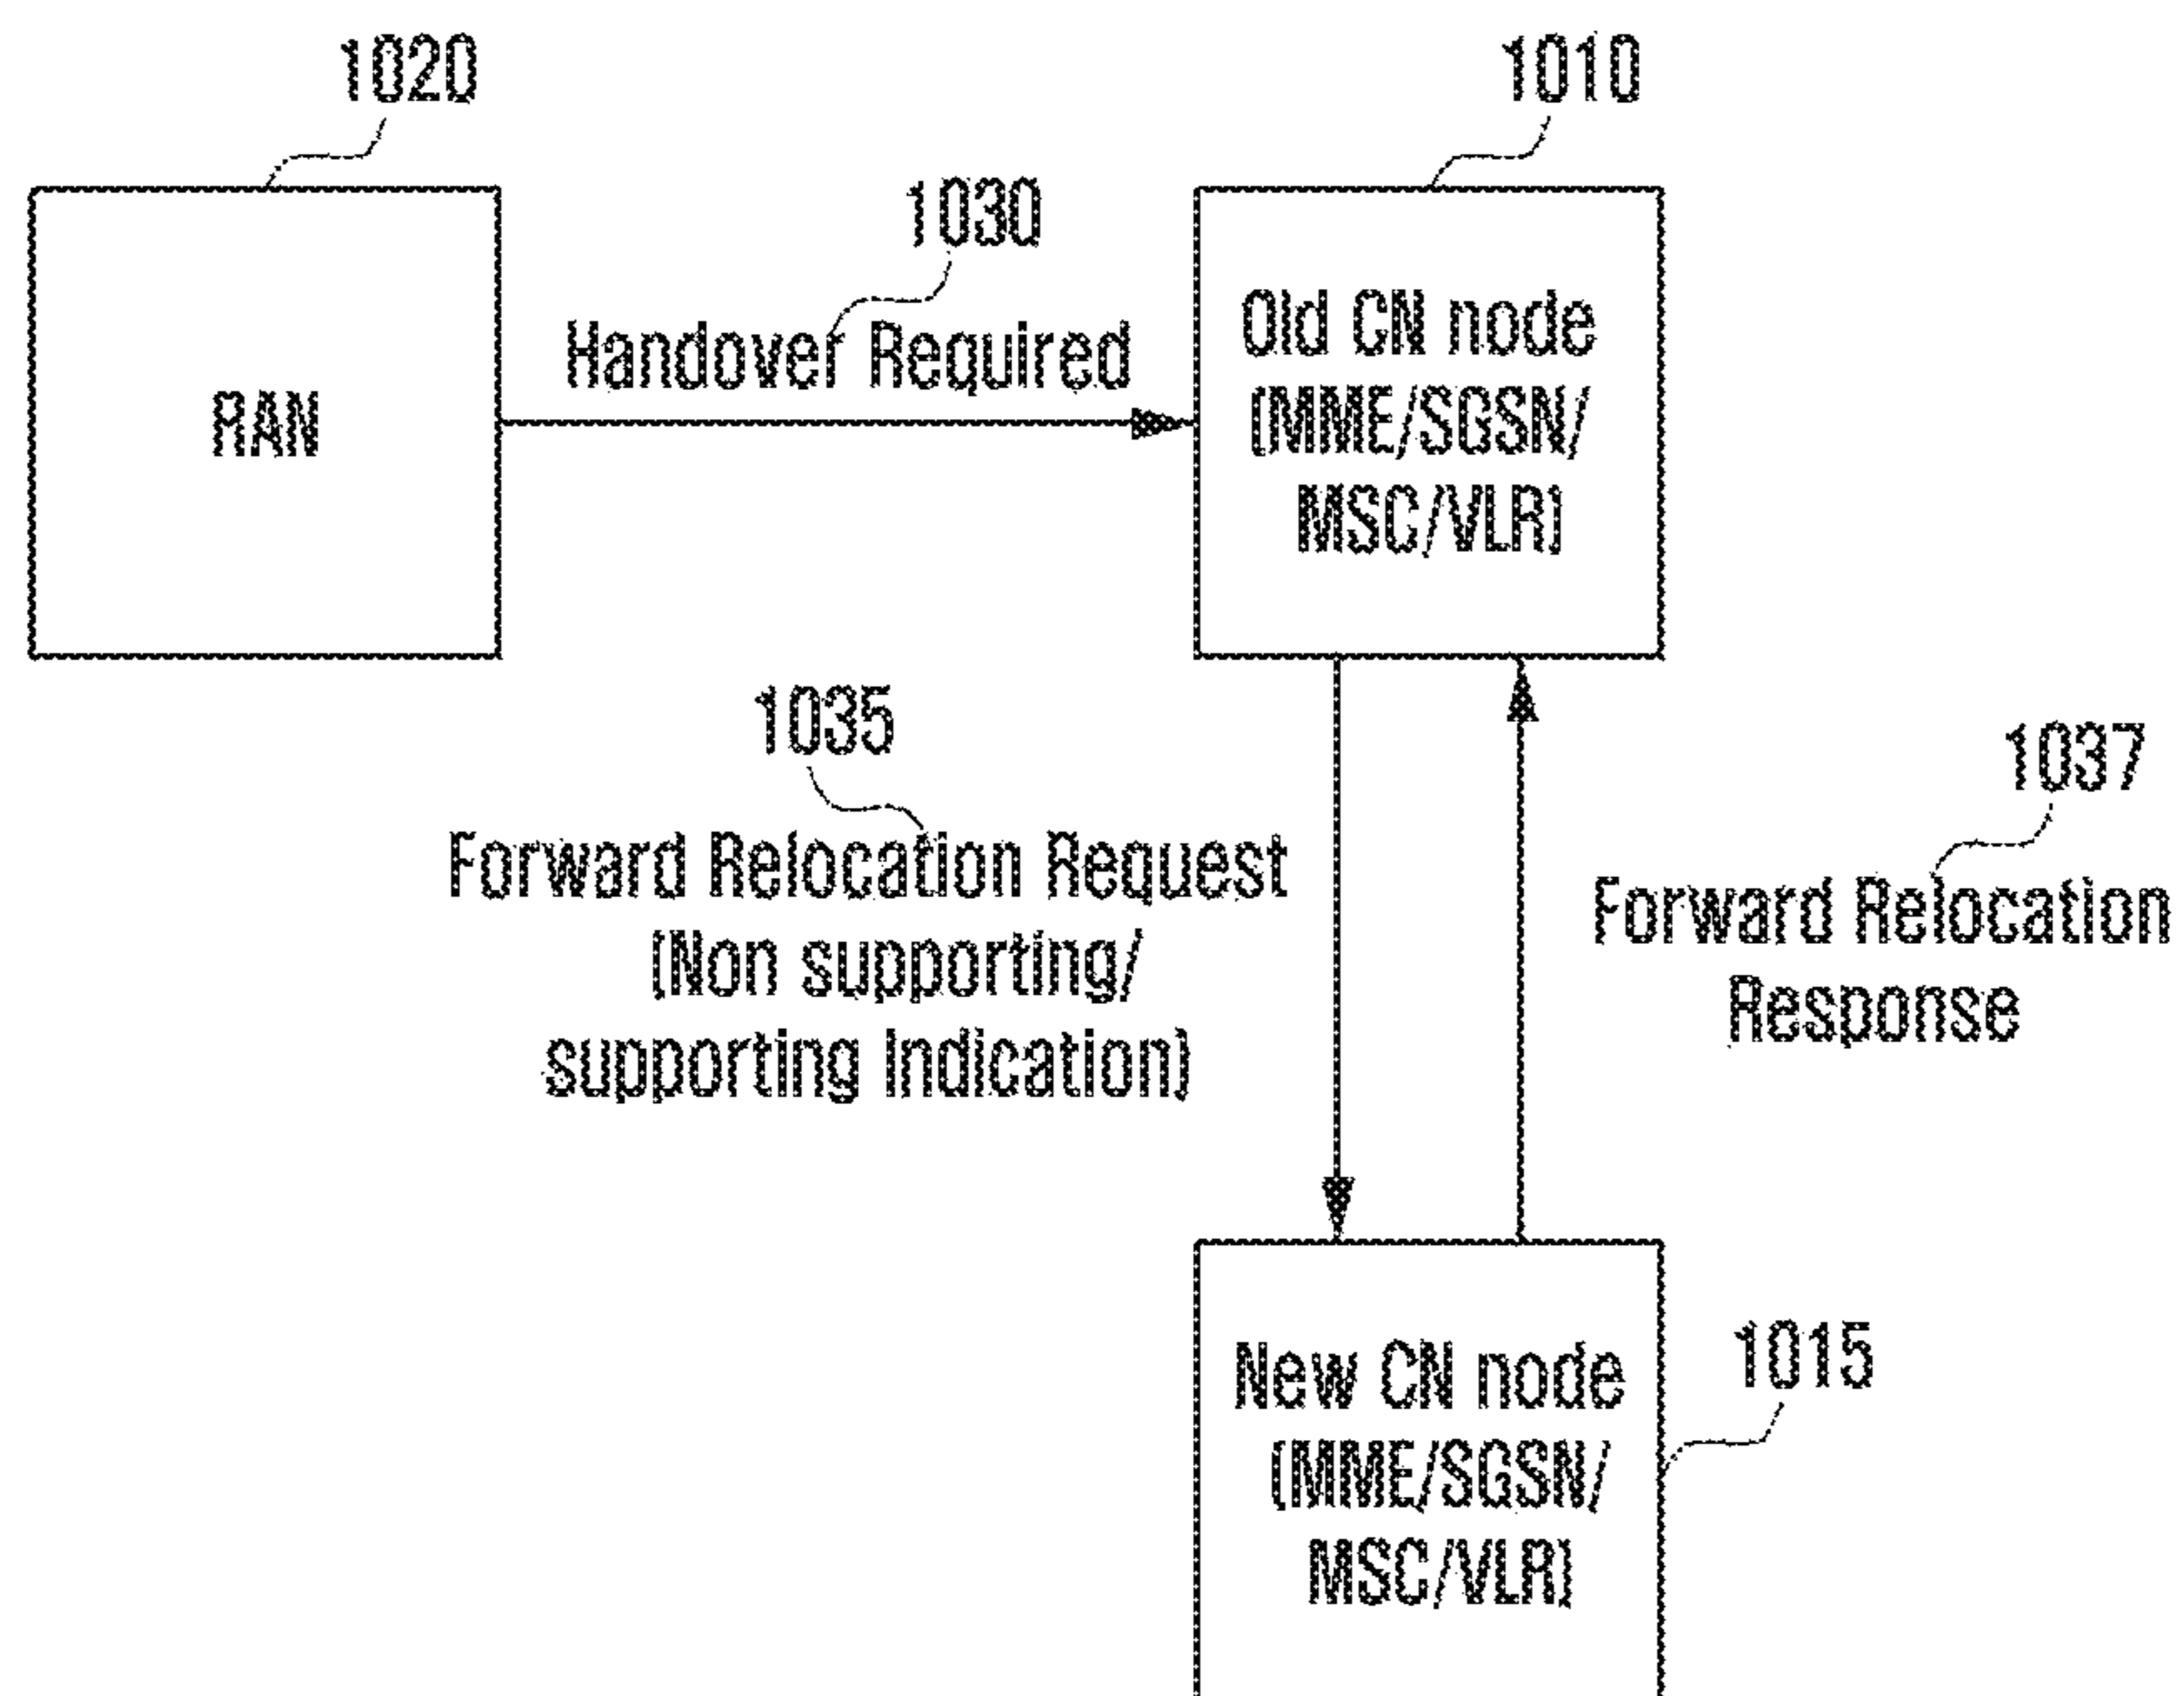 1020
1010
1030
Handover Required
RAN
Old CN node
(MME/SGSN/
MSC/VLR)
1035
Forward Relocation Request
(Non supporting/
supporting Indication)
1037
Forward Relocation
Response
New CN node
(MME/SGSN/
MSC/VLR)
1015